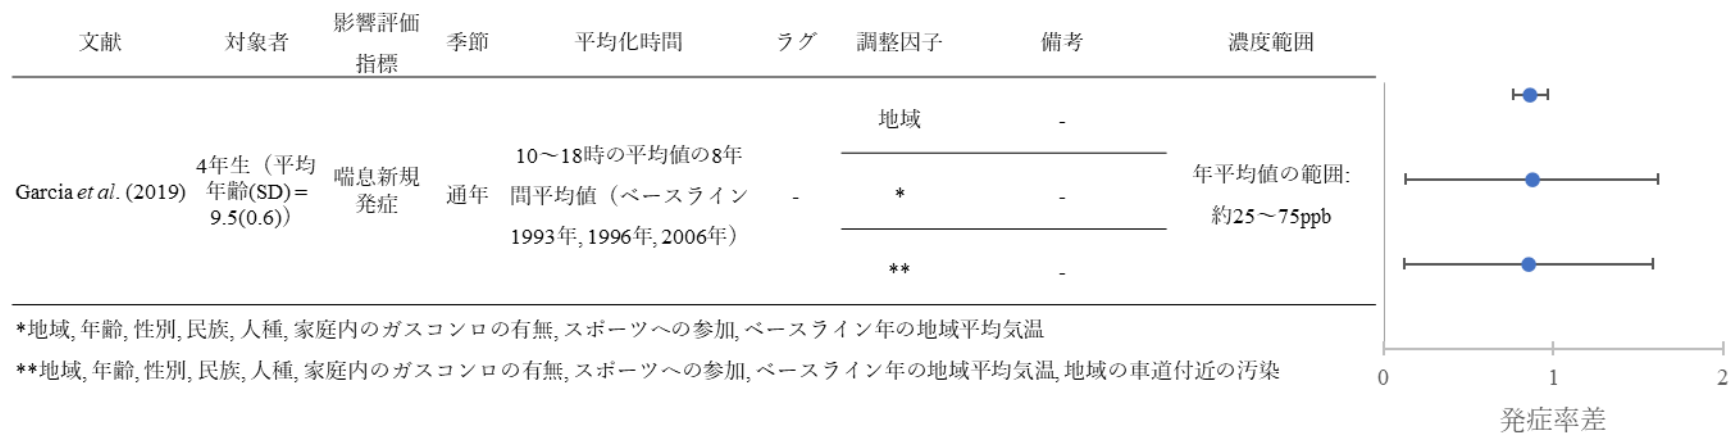 文献 対象者 影響評価指標 季節 平均化時間 ラグ 調整因子 備考 濃度範囲
Garcia et al. (2019)
4年生（平均
年齢(SD)＝
9.5(0.6)）
喘息新規
発症
通年
10～18時の平均値の8年
間平均値（ベースライン
1993年, 1996年, 2006年）
-
地域 -
* -
** -
年平均値の範囲:
約25～75ppb
*地域, 年齢, 性別, 民族, 人種, 家庭内のガスコンロの有無, スポーツへの参加, ベースライン年の地域平均気温
**地域, 年齢, 性別, 民族, 人種, 家庭内のガスコンロの有無, スポーツへの参加, ベースライン年の地域平均気温, 地域の車道付近の汚染
0 1 2
発症率差